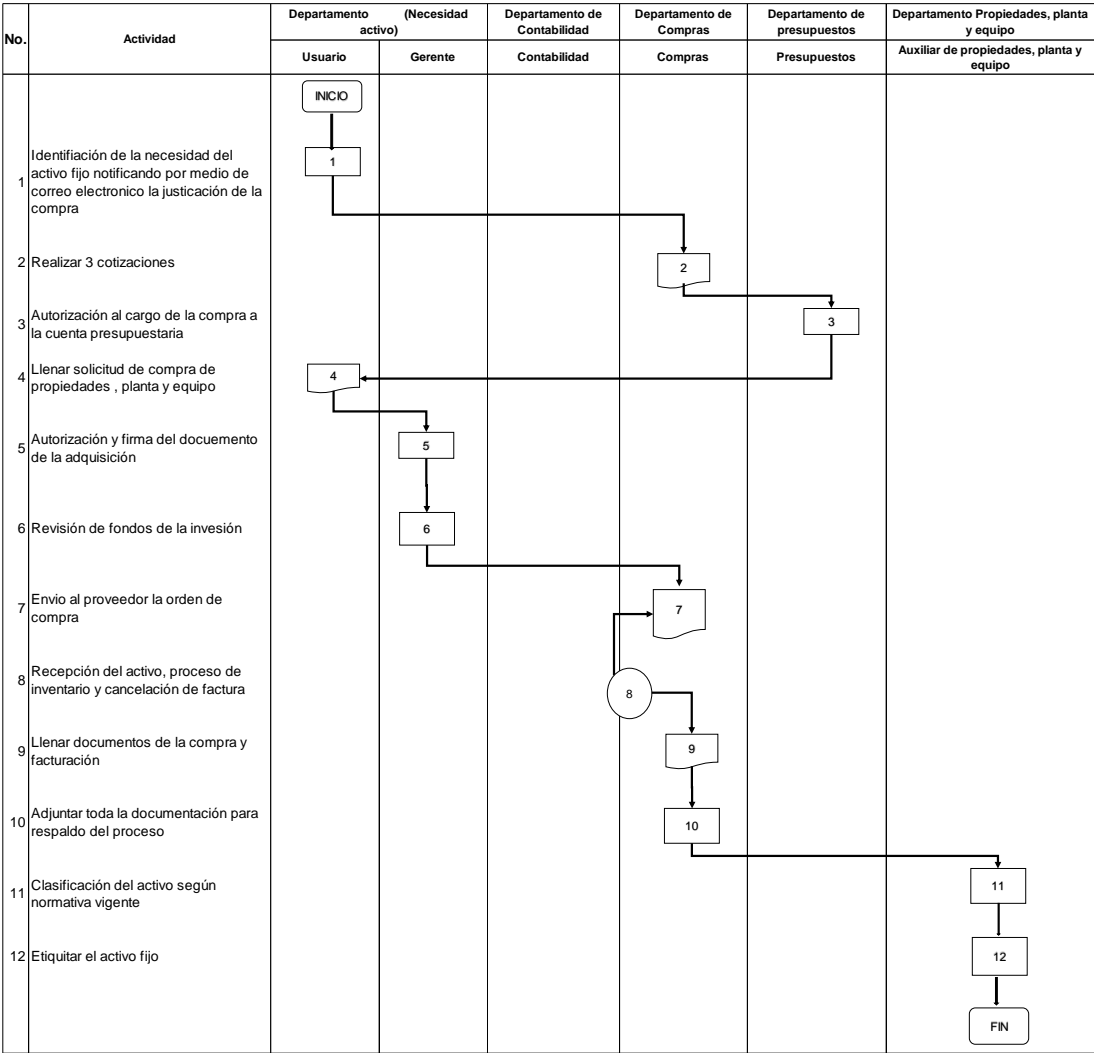 No.
Actividad
Departamento (Necesidad
activo)
Departamento de
Contabilidad
Departamento de
Compras
Departamento de
presupuestos
Departamento Propiedades, planta
y equipo
Usuario
Gerente
Contabilidad
Compras
Presupuestos
Auxiliar de propiedades, planta y
equipo
INICIO
1
Identifiación de la necesidad del
activo fijo notificando por medio de
correo electronico la justicación de la
compra
1
2 Realizar 3 cotizaciones
2
3
Autorización al cargo de la compra a
la cuenta presupuestaria
3
4
Llenar solicitud de compra de
propiedades , planta y equipo
4
5
Autorización y firma del docuemento
de la adquisición
5
6 Revisión de fondos de la invesión
6
7
Envio al proveedor la orden de
compra
7
8
Recepción del activo, proceso de
inventario y cancelación de factura
8
9
Llenar documentos de la compra y
facturación
9
10
Adjuntar toda la documentación para
respaldo del proceso
10
11
Clasificación del activo según
normativa vigente
11
12 Etiquitar el activo fijo
12
FIN